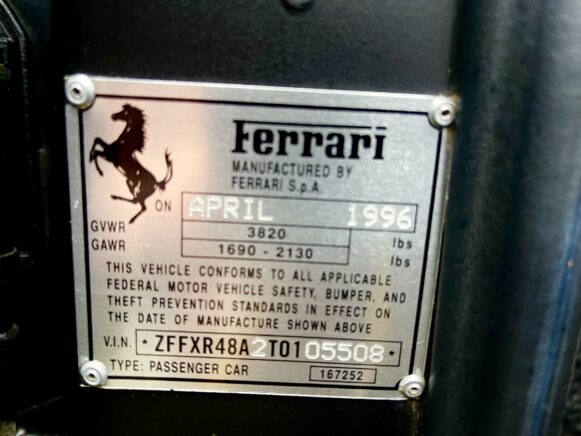 Ferrari
MANUFACTURED BY
FERRARI S.p.A.
ON APRIL 1996
GVWR 3820 lbs
GAWR 1690 - 2130 lbs
THIS VEHICLE CONFORMS TO ALL APPLICABLE
FEDERAL MOTOR VEHICLE SAFETY, BUMPER, AND
THEFT PREVENTION STANDARDS IN EFFECT ON
THE DATE OF MANUFACTURE SHOWN ABOVE
V.I.N. * ZFFXR48A2T0105508 *
TYPE: PASSENGER CAR 167252